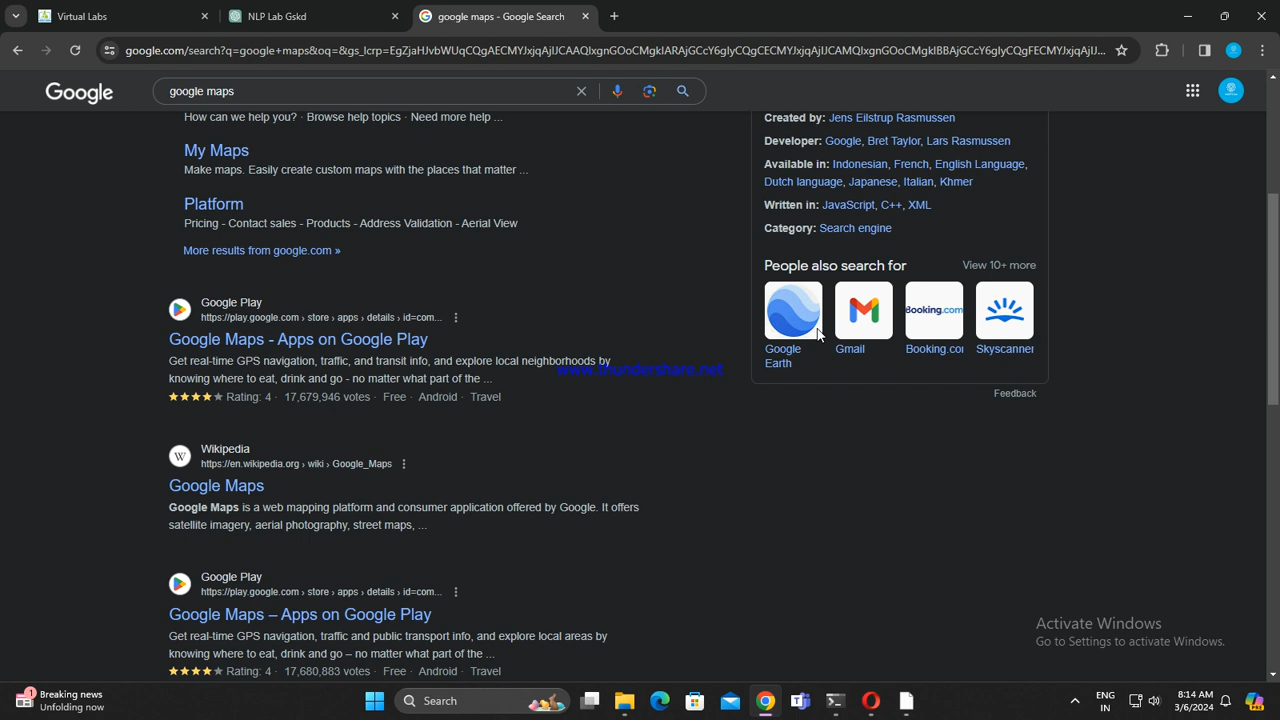 Virtual Labs
NLP Lab Gskd
google maps - Google Search
google.com/search?q=google+maps&oq=&gs_lcrp=
Google
google maps
How can we help you? · Browse help topics · Need more help ...
My Maps
Make maps. Easily create custom maps with the places that matter ...
Platform
Pricing - Contact sales - Products - Address Validation - Aerial View
More results from google.com »
Google Play
https://play.google.com › store › apps › details › id=com...
Google Maps - Apps on Google Play
Get real-time GPS navigation, traffic, and transit info, and explore local neighborhoods by
knowing where to eat, drink and go - no matter what part of the ...
Rating: 4 · 17,679,946 votes · Free · Android · Travel
www.thundershare.net
Wikipedia
https://en.wikipedia.org › wiki › Google_Maps
Google Maps
Google Maps is a web mapping platform and consumer application offered by Google. It offers
satellite imagery, aerial photography, street maps, ...
Google Play
https://play.google.com › store › apps › details › id=com...
Google Maps – Apps on Google Play
Get real-time GPS navigation, traffic and public transport info, and explore local areas by
knowing where to eat, drink and go – no matter what part of the ...
Rating: 4 · 17,680,883 votes · Free · Android · Travel
Created by: Jens Eilstrup Rasmussen
Developer: Google, Bret Taylor, Lars Rasmussen
Available in: Indonesian, French, English Language,
Dutch language, Japanese, Italian, Khmer
Written in: JavaScript, C++, XML
Category: Search engine
People also search for
View 10+ more
Booking.com
Google
Earth
Gmail
Booking.coi
Skyscanner
Feedback
Activate Windows
Go to Settings to activate Windows.
1
Breaking news
Unfolding now
Search
ENG
IN
8:14 AM
3/6/2024